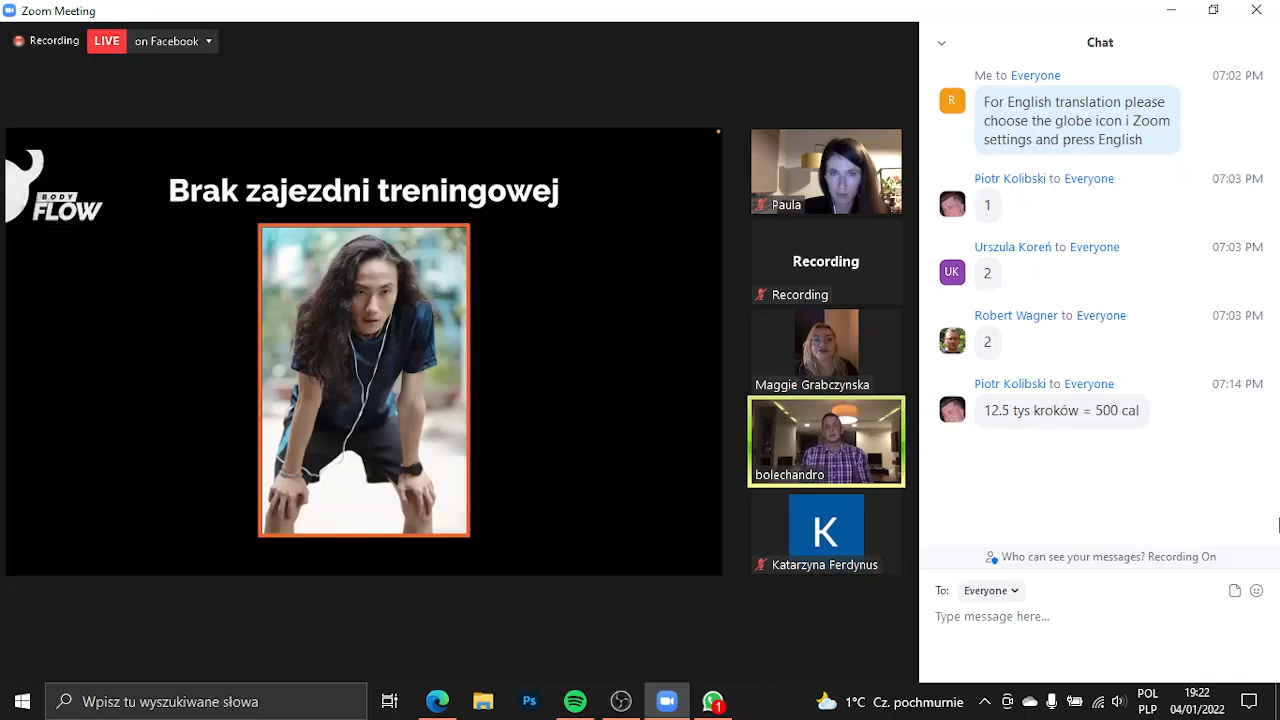 Zoom Meeting
Recording
LIVE on Facebook
BODY
FLOW
Brak zajezdni treningowej
Paula
Recording
Recording
Maggie Grabczynska
bolechandro
K
Katarzyna Ferdynus
Chat
Me to Everyone 07:02 PM
R
For English translation please
choose the globe icon i Zoom
settings and press English
Piotr Kolibski to Everyone 07:03 PM
1
Urszula Koreń to Everyone 07:03 PM
UK
2
Robert Wagner to Everyone 07:03 PM
2
Piotr Kolibski to Everyone 07:14 PM
12.5 tys kroków = 500 cal
Who can see your messages? Recording On
To: Everyone
Type message here...
Wpisz tu wyszukiwane słowa
Ps
1
1°C Cz. pochmurnie
POL
PLP
19:22
04/01/2022